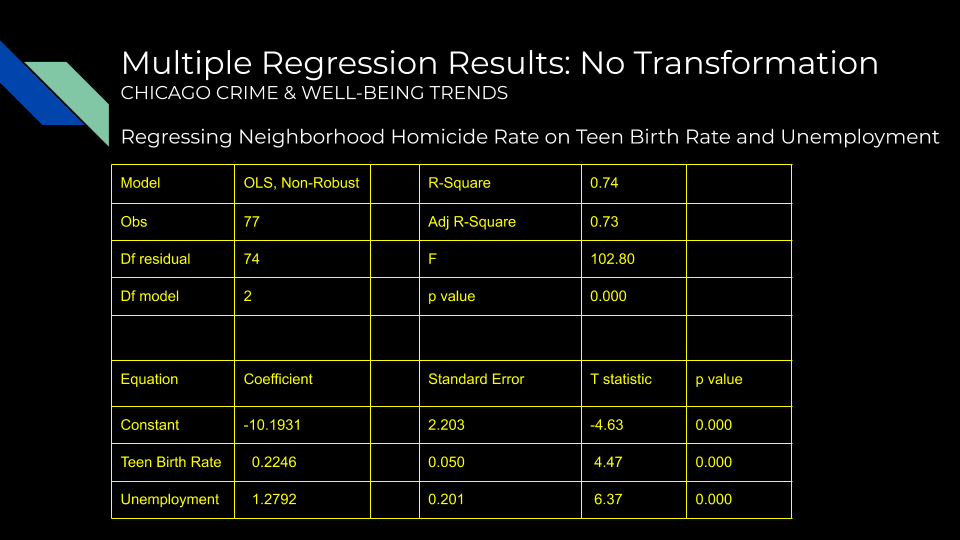 Multiple Regression Results: No Transformation
CHICAGO CRIME & WELL-BEING TRENDS
Regressing Neighborhood Homicide Rate on Teen Birth Rate and Unemployment
Model OLS, Non-Robust R-Square 0.74
Obs 77 Adj R-Square 0.73
Df residual 74 F 102.80
Df model 2 p value 0.000
Equation Coefficient Standard Error T statistic p value
Constant -10.1931 2.203 -4.63 0.000
Teen Birth Rate 0.2246 0.050 4.47 0.000
Unemployment 1.2792 0.201 6.37 0.000